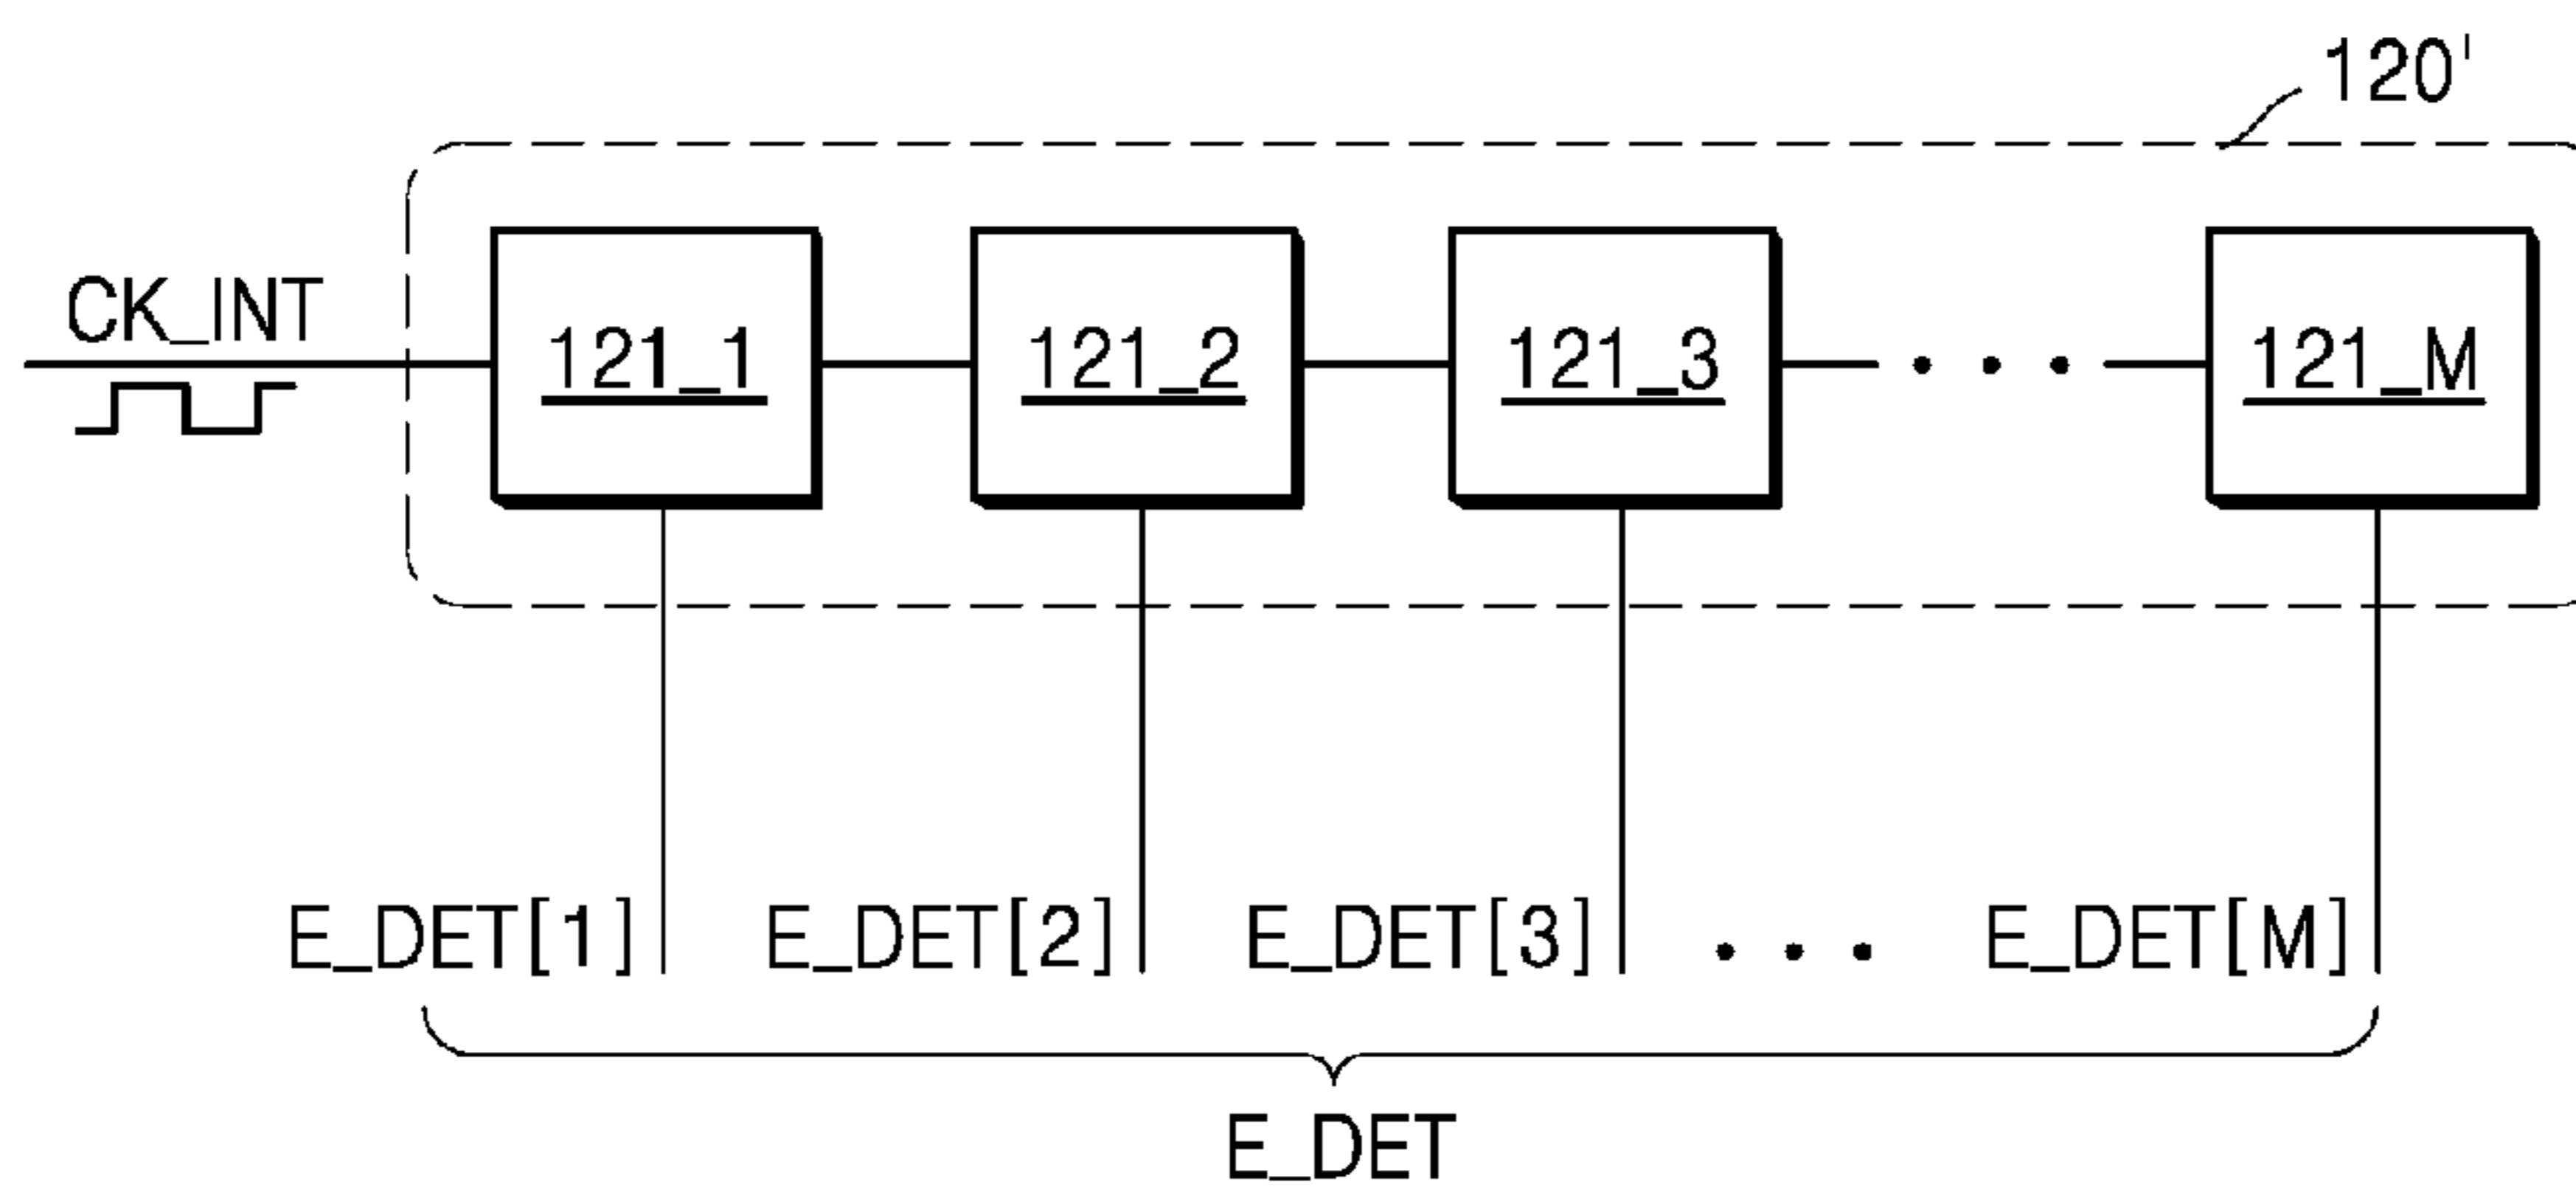 120'
CK_INT
121_1 121_2 121_3 • • • 121_M
E_DET[1] E_DET[2] E_DET[3] • • • E_DET[M]
E_DET